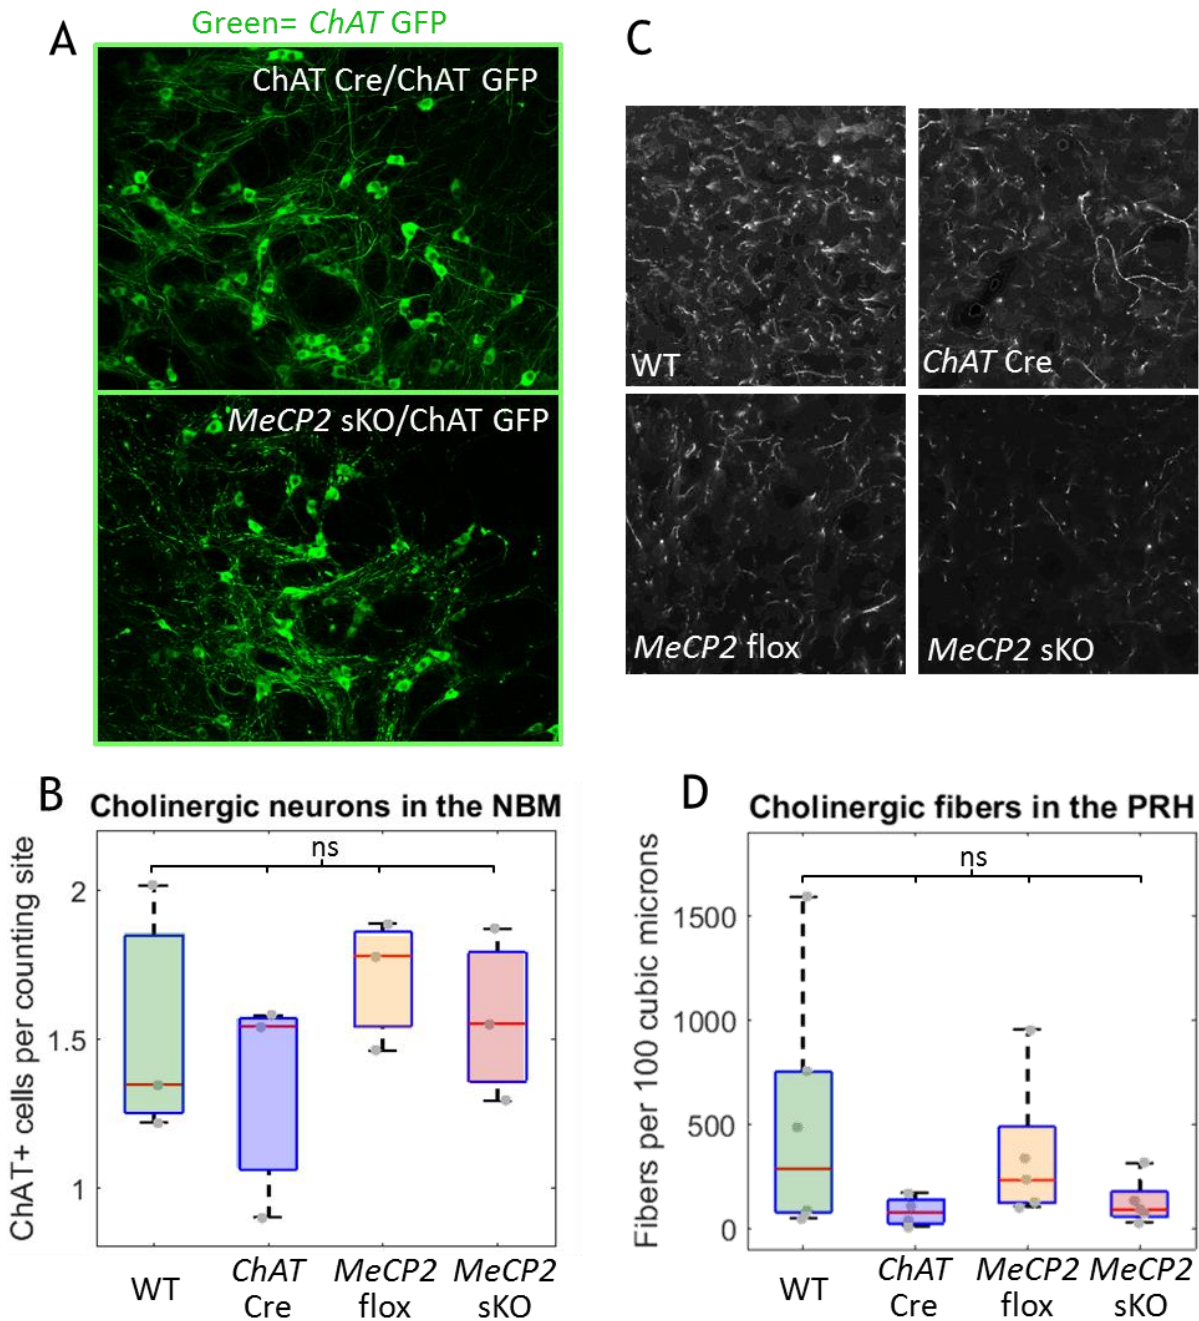 A
Green= ChAT GFP
ChAT Cre/ChAT GFP
MeCP2 sKO/ChAT GFP
C
WT
ChAT Cre
MeCP2 flox
MeCP2 sKO
B
Cholinergic neurons in the NBM
ChAT+ cells per counting site
2
1.5
1
ns
WT
ChAT
Cre
MeCP2
flox
MeCP2
sKO
D
Cholinergic fibers in the PRH
Fibers per 100 cubic microns
1500
1000
500
0
ns
WT
ChAT
Cre
MeCP2
flox
MeCP2
sKO